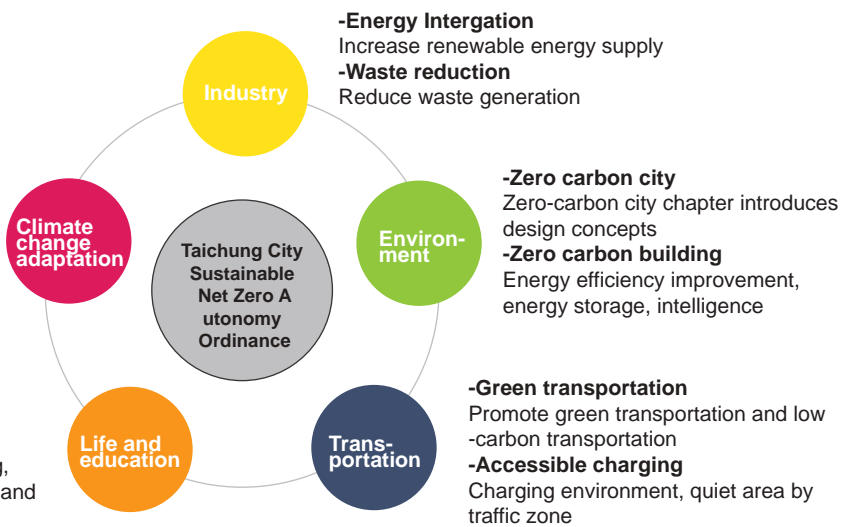 -Energy Intergation
Increase renewable energy supply
-Waste reduction
Reduce waste generation
Industry
-Zero carbon city
Zero-carbon city chapter introduces
design concepts
-Zero carbon building
Energy efficiency improvement,
energy storage, intelligence
Environ-
ment
Climate
change
adaptation
Taichung City
Sustainable
Net Zero A
utonomy
Ordinance
-Green transportation
Promote green transportation and low
-carbon transportation
-Accessible charging
Charging environment, quiet area by
traffic zone
Trans-
portation
Life and
education
and